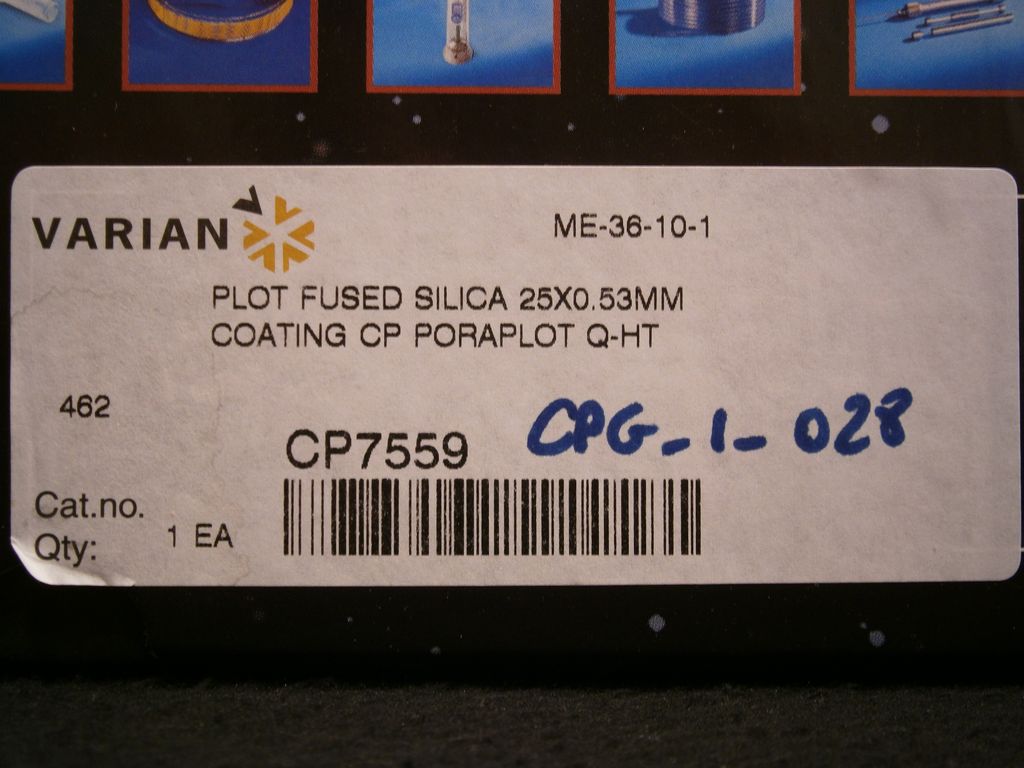 VARIAN
ME-36-10-1
PLOT FUSED SILICA 25X0.53MM
COATING CP PORAPLOT Q-HT
462
CP7559
CPG-1-028
Cat.no.
Qty: 1 EA